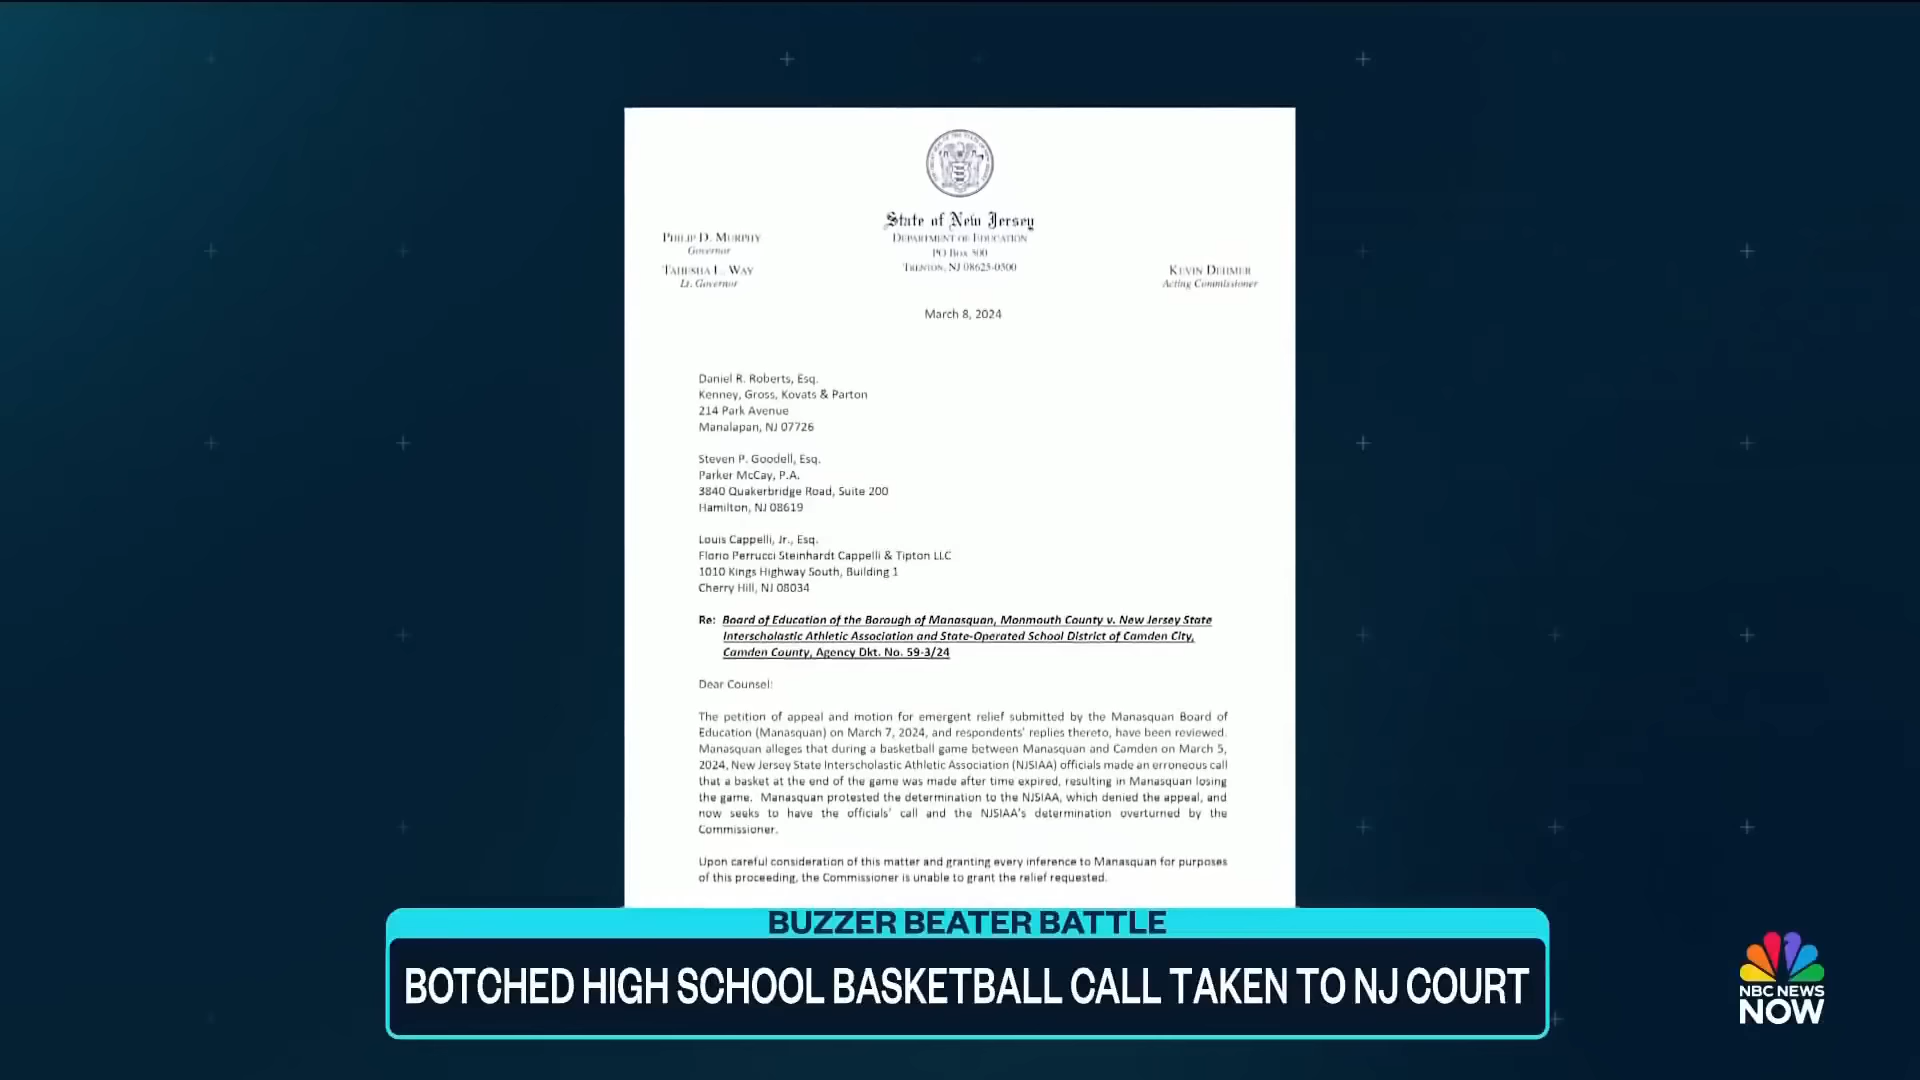 State of New Jersey
DEPARTMENT OF EDUCATION
PO BOX 500
TRENTON, NJ 08625-0500
PHILIP D. MURPHY
Governor
TAHESHA L. WAY
Lt. Governor
KEVIN DEHMER
Acting Commissioner
March 8, 2024
Daniel R. Roberts, Esq.
Kenney, Gross, Kovats & Parton
214 Park Avenue
Manalapan, NJ 07726
Steven P. Goodell, Esq.
Parker McCay, P.A.
3840 Quakerbridge Road, Suite 200
Hamilton, NJ 08619
Louis Cappelli, Jr., Esq.
Florio Perrucci Steinhardt Cappelli & Tipton LLC
1010 Kings Highway South, Building 1
Cherry Hill, NJ 08034
Re: Board of Education of the Borough of Manasquan, Monmouth County v. New Jersey State
Interscholastic Athletic Association and State-Operated School District of Camden City,
Camden County, Agency Dkt. No. 59-3/24
Dear Counsel:
The petition of appeal and motion for emergent relief submitted by the Manasquan Board of
Education (Manasquan) on March 7, 2024, and respondents' replies thereto, have been reviewed.
Manasquan alleges that during a basketball game between Manasquan and Camden on March 5,
2024, New Jersey State Interscholastic Athletic Association (NJSIAA) officials made an erroneous call
that a basket at the end of the game was made after time expired, resulting in Manasquan losing
the game. Manasquan protested the determination to the NJSIAA, which denied the appeal, and
now seeks to have the officials' call and the NJSIAA's determination overturned by the
Commissioner.
Upon careful consideration of this matter and granting every inference to Manasquan for purposes
of this proceeding, the Commissioner is unable to grant the relief requested.
BUZZER BEATER BATTLE
BOTCHED HIGH SCHOOL BASKETBALL CALL TAKEN TO NJ COURT
NBC NEWS
NOW